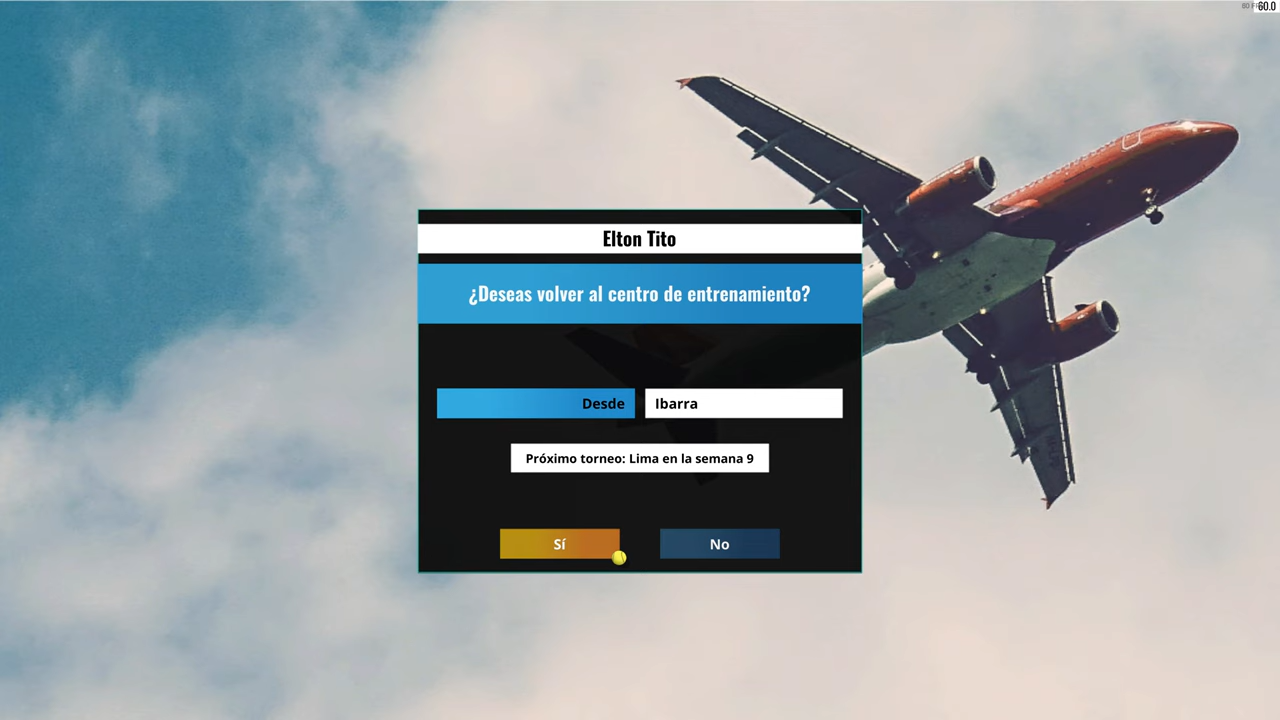 60.0
Elton Tito
¿Deseas volver al centro de entrenamiento?
Desde
Ibarra
Próximo torneo: Lima en la semana 9
Sí
No